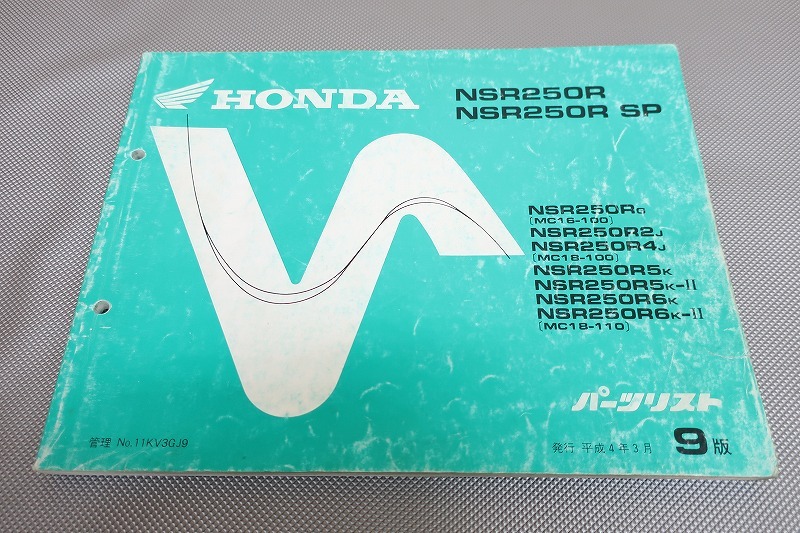 HONDA
NSR250R
NSR250R SP
NSR250RG
(MC16-100)
NSR250R2J
NSR250R4J
(MC18-100)
NSR250R5K
NSR250R5K-II
NSR250R6K
NSR250R6K-II
(MC18-110)
パーツリスト
管理 No.11KV3GJ9
発行 平成4年3月 9版